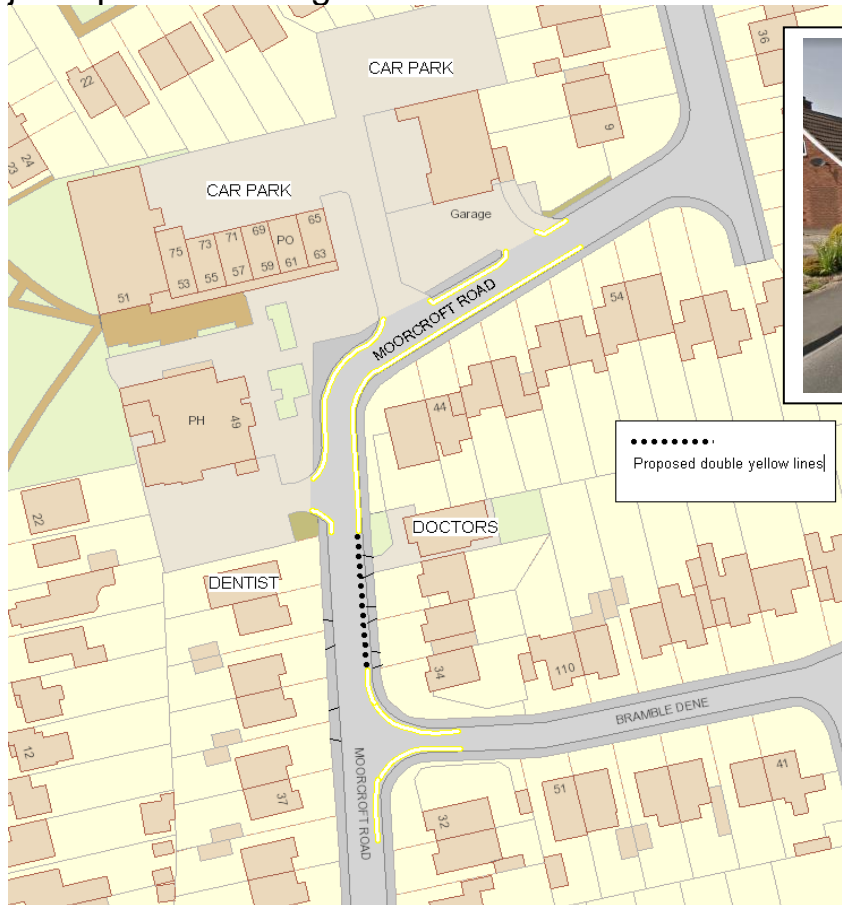 CAR PARK
22
36
9
24
23
CAR PARK
Garage
65
69
71
73
75
PO
63
61
59
57
55
53
51
54
MOORCROFT ROAD
44
PH
49
Proposed double yellow lines
22
DOCTORS
DENTIST
34
110
BRAMBLE DENE
12
MOORCROFT ROAD
41
51
37
32